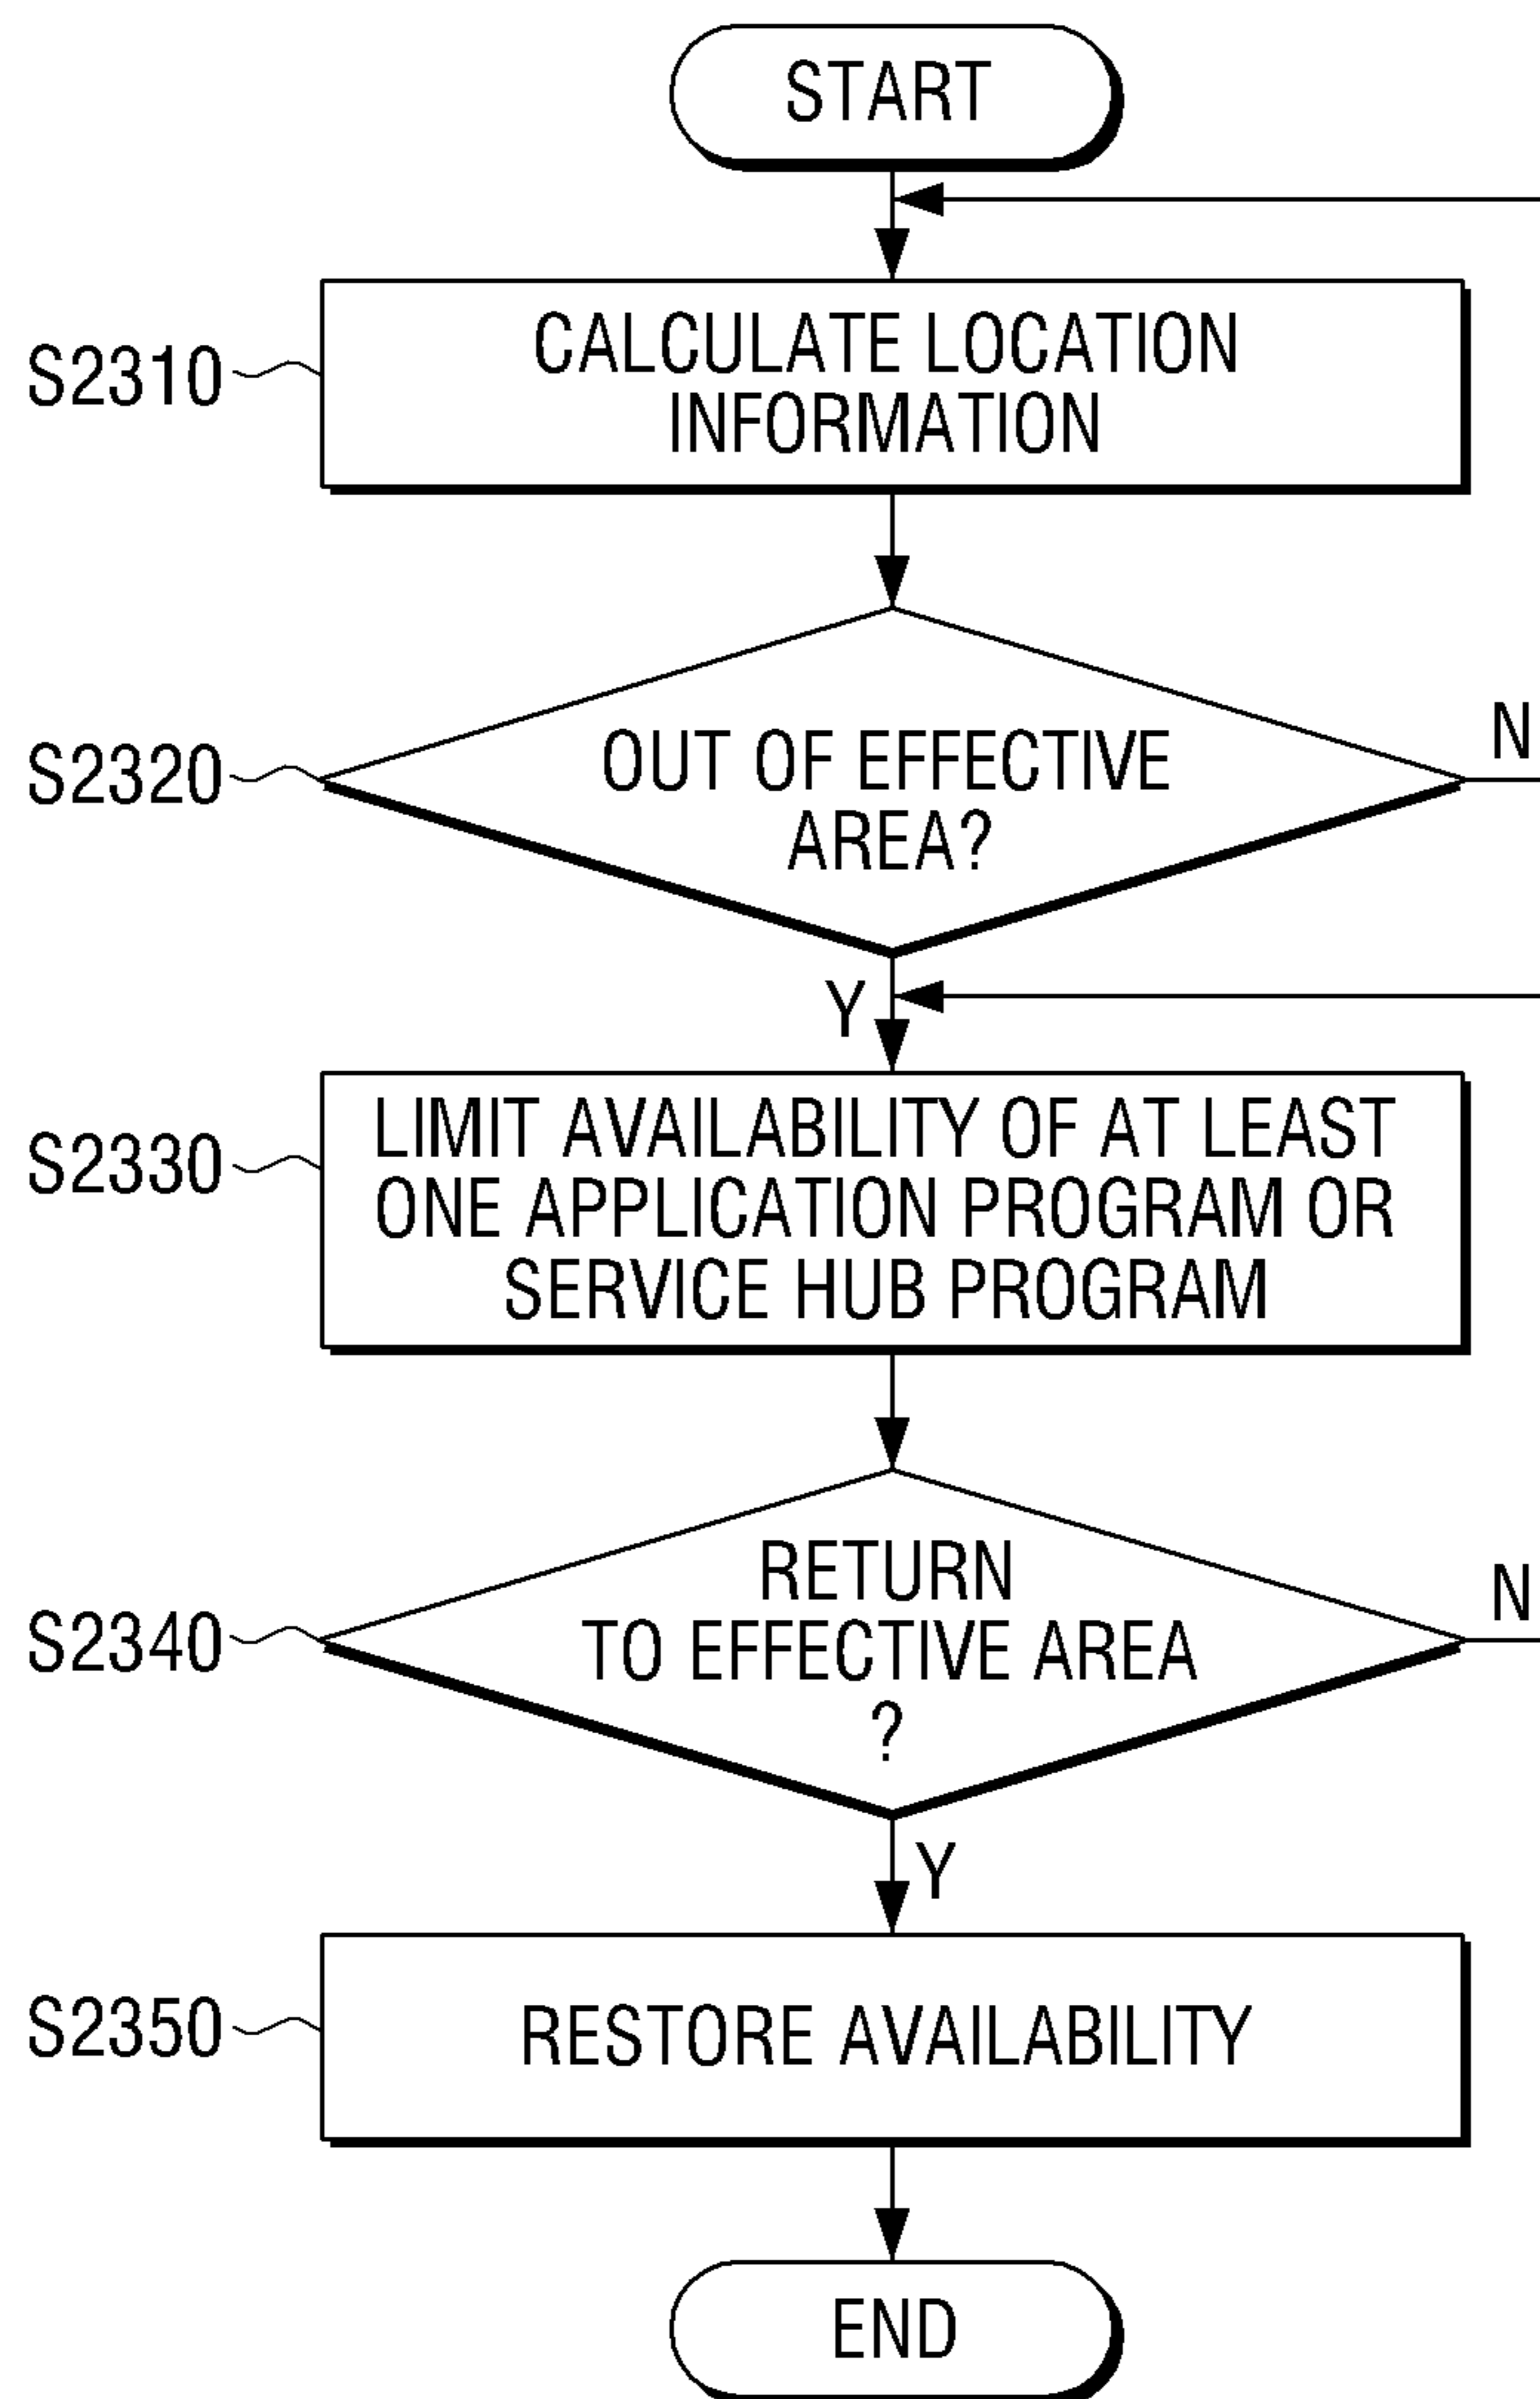 START
S2310
CALCULATE LOCATION
INFORMATION
S2320
OUT OF EFFECTIVE
AREA?
N
Y
S2330
LIMIT AVAILABILITY OF AT LEAST
ONE APPLICATION PROGRAM OR
SERVICE HUB PROGRAM
S2340
RETURN
TO EFFECTIVE AREA
?
N
Y
S2350
RESTORE AVAILABILITY
END